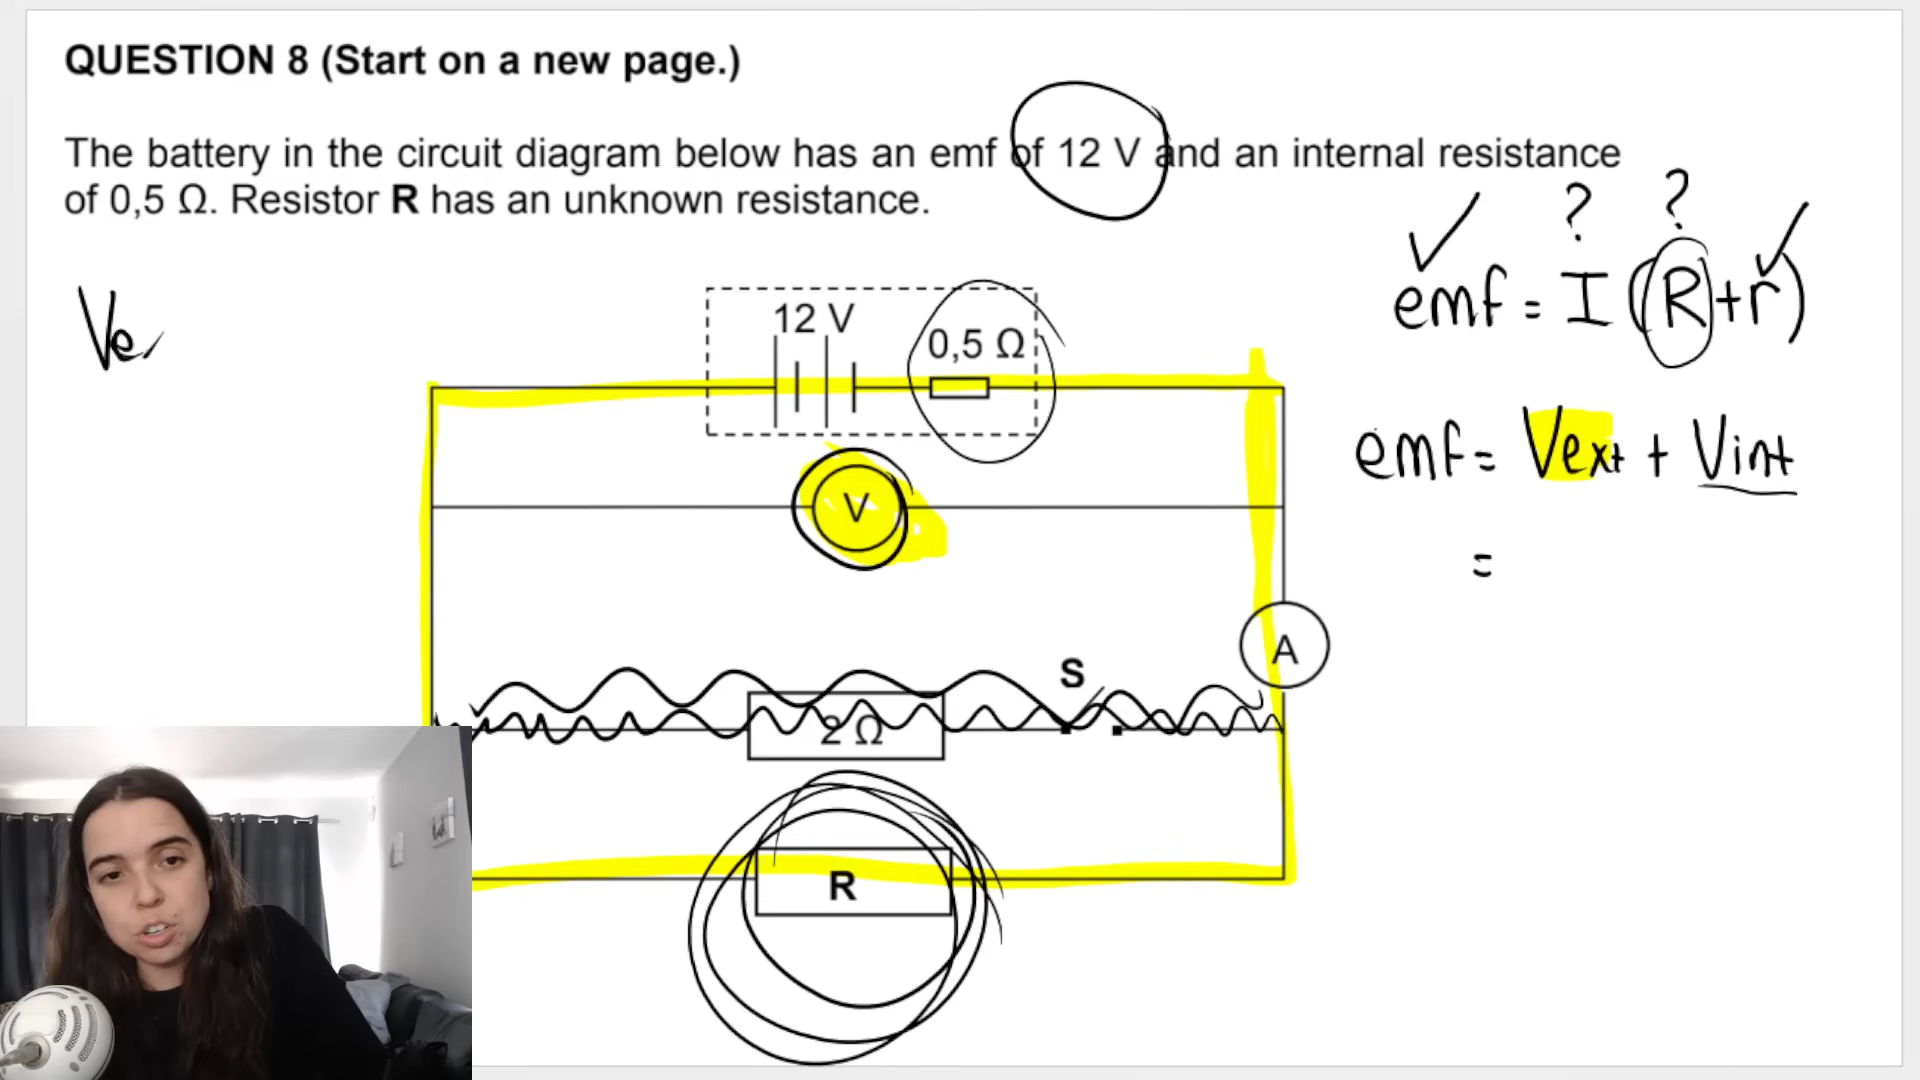 QUESTION 8 (Start on a new page.)
The battery in the circuit diagram below has an emf of 12 V and an internal resistance
of 0,5 Ω. Resistor R has an unknown resistance.
? ?
emf = I (R+r)
Ve
12 V
0,5 Ω
emf = Vext + Vint
V
=
A
S
2 Ω
R